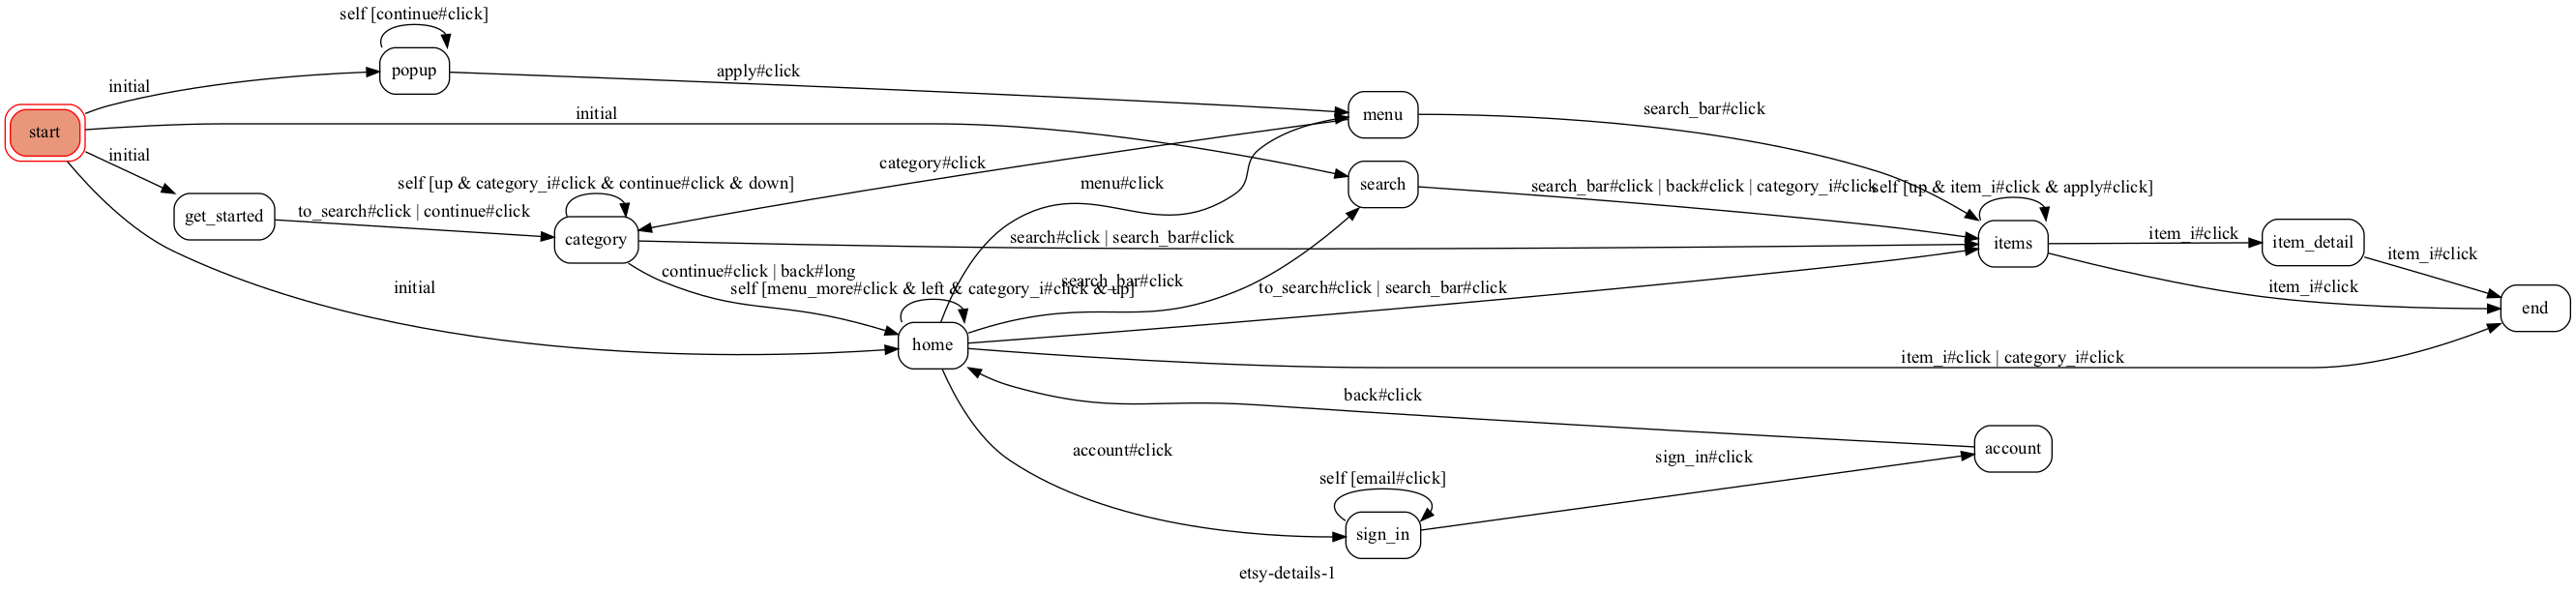 self [continue#click]
popup
initial
apply#click
start
initial
menu
search_bar#click
initial
category#click
search
self [up & category_i#click & continue#click & down]
menu#click
search_bar#click | back#click | category_i#click
self [up & item_i#click & apply#click]
get_started
to_search#click | continue#click
category
search#click | search_bar#click
items
item_i#click
item_detail
item_i#click
continue#click | back#long
self [menu_more#click & left & category_i#click & up]
search_bar#click
to_search#click | search_bar#click
item_i#click
initial
end
home
item_i#click | category_i#click
back#click
account#click
sign_in#click
account
self [email#click]
sign_in
etsy-details-1